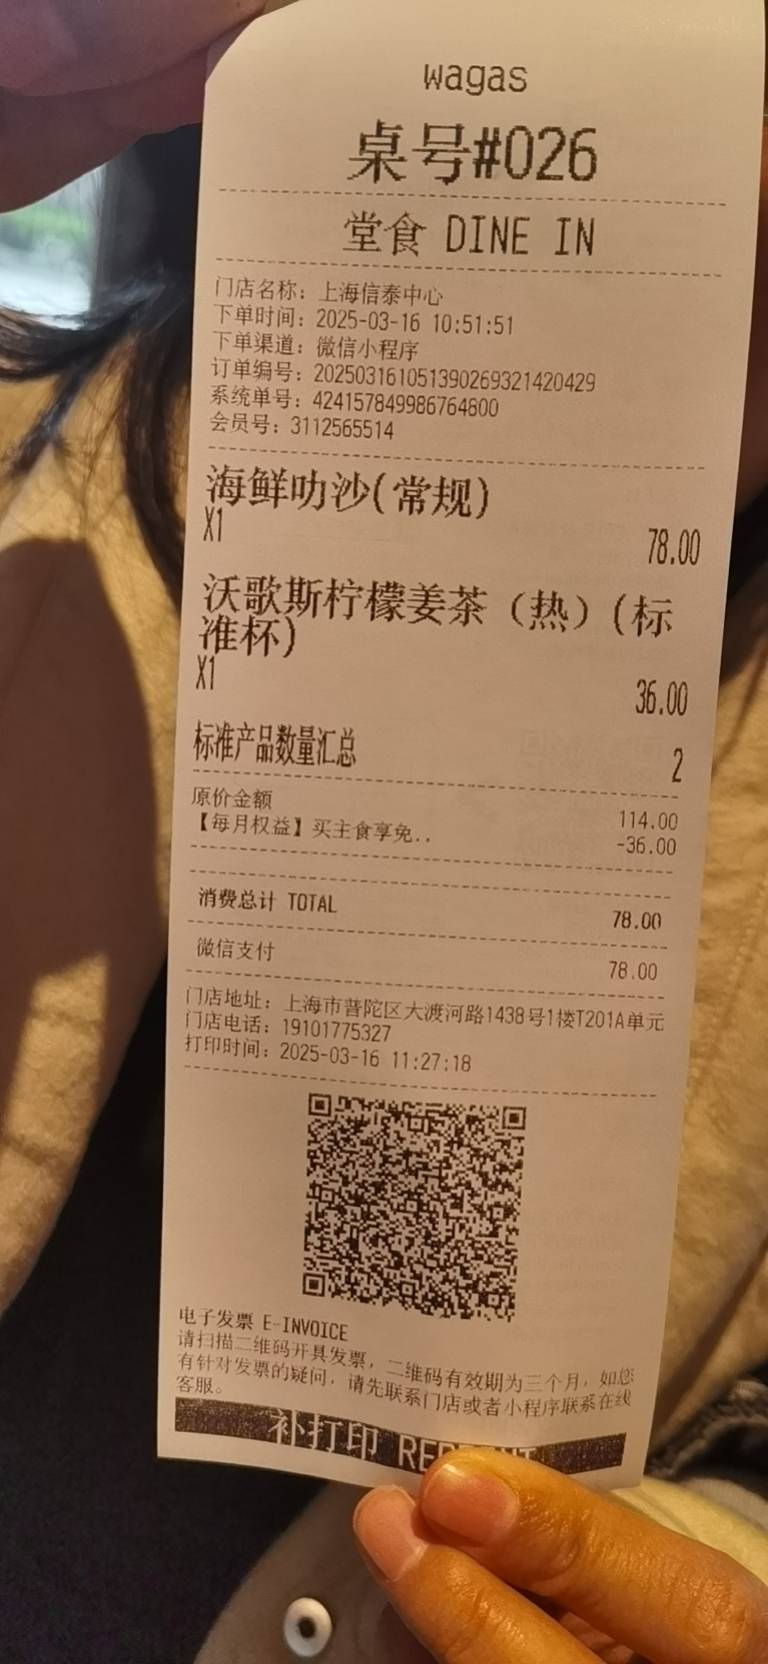 wagas
桌号#026
堂食 DINE IN
门店名称：上海信泰中心
下单时间：2025-03-16 10:51:51
下单渠道：微信小程序
订单编号：2025031610513902693​21420429
系统单号：424157849986764800
会员号：3112565514
海鲜叻沙(常规)
X1
78.00
沃歌斯柠檬姜茶（热）(标
准杯)
X1
36.00
标准产品数量汇总 2
原价金额 114.00
【每月权益】买主食享免.. -36.00
消费总计 TOTAL 78.00
微信支付 78.00
门店地址：上海市普陀区大渡河路1438号1楼T201A单元
门店电话：19101775327
打印时间：2025-03-16 11:27:18
电子发票 E-INVOICE
请扫描二维码开具发票，二维码有效期为三个月，如您
有针对发票的疑问，请先联系门店或者小程序联系在线
客服。
补打印